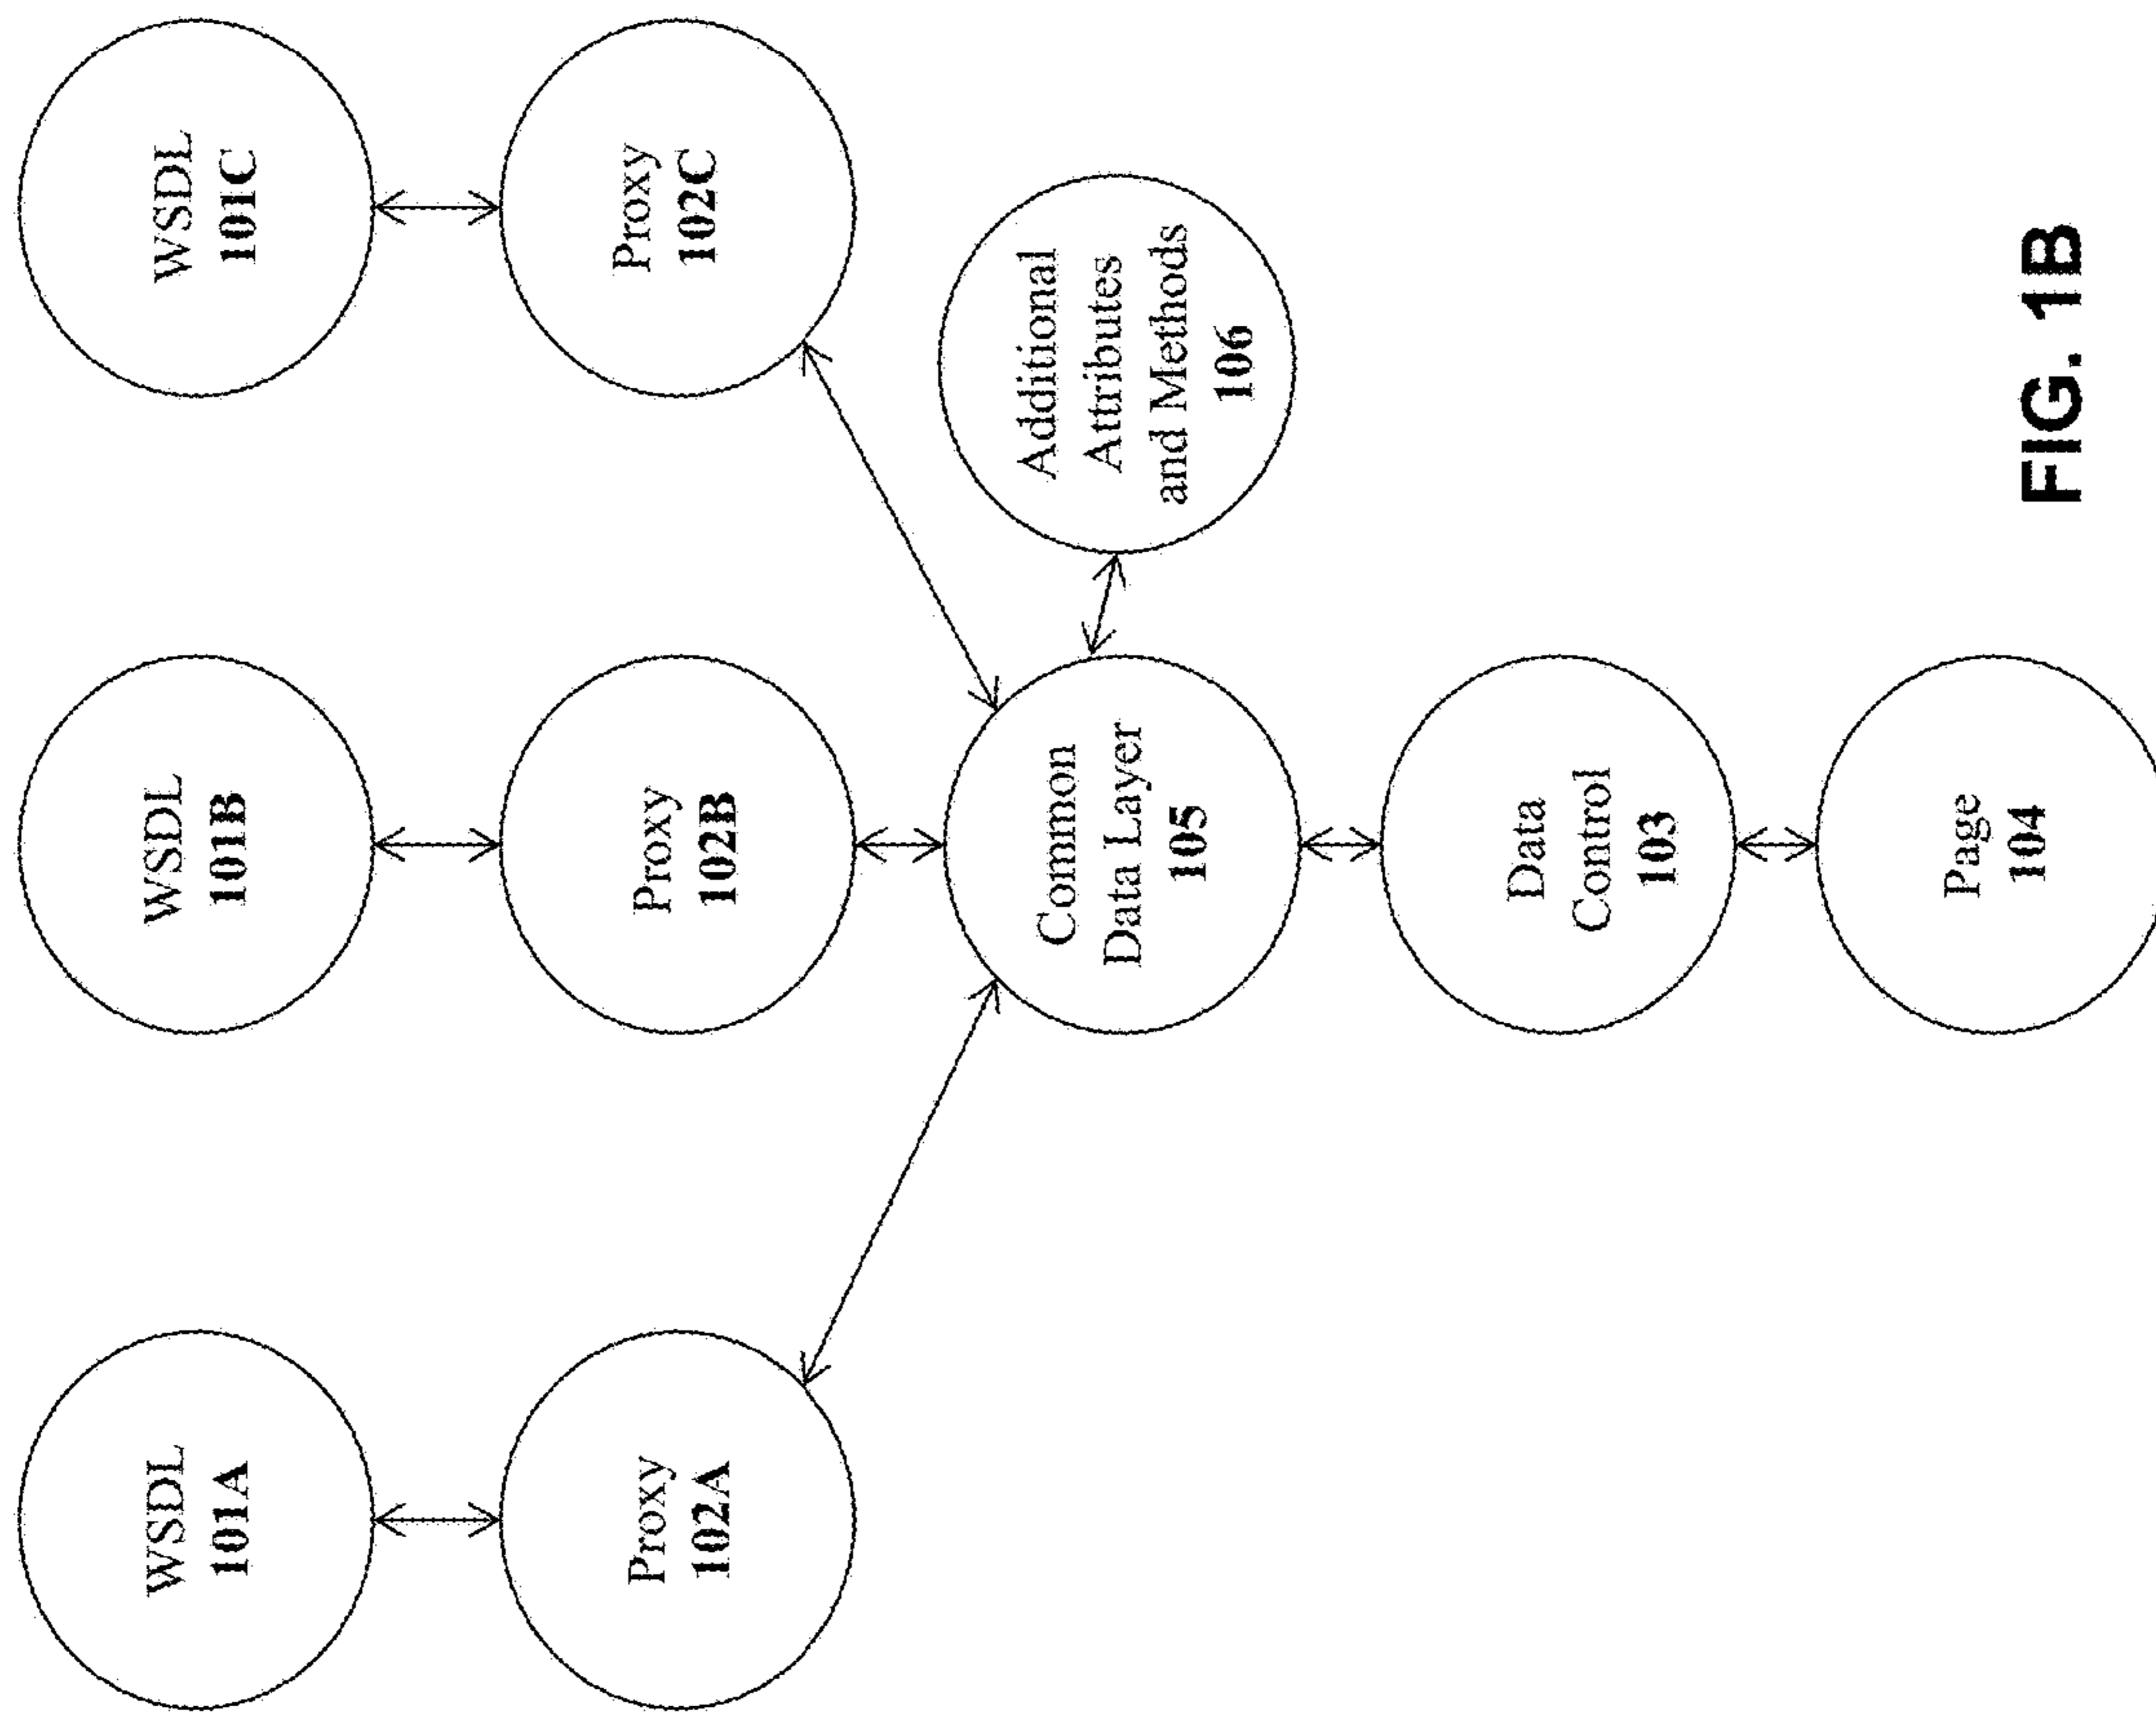 WSDL
101A
Proxy
102A
WSDL
101B
Proxy
102B
Common
Data Layer
105
Data
Control
103
Page
104
WSDL
101C
Proxy
102C
Additional
Attributes
and Methods
106
FIG. 1B